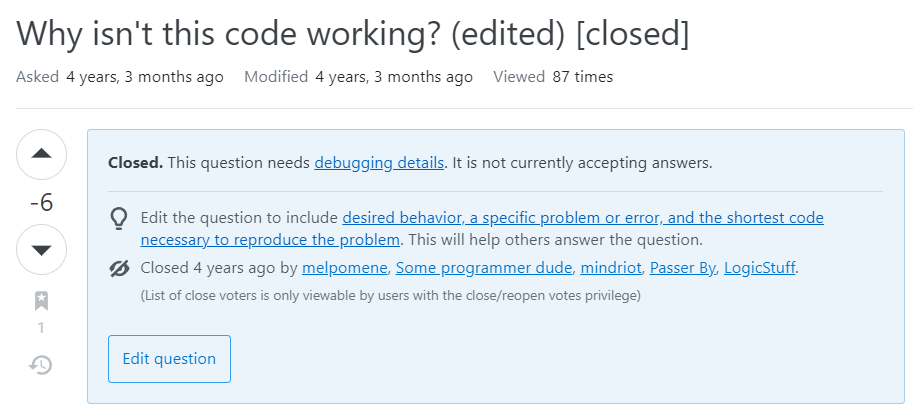 Why isn't this code working? (edited) [closed]
Asked 4 years, 3 months ago Modified 4 years, 3 months ago Viewed 87 times
Closed. This question needs debugging details. It is not currently accepting answers.
-6
Edit the question to include desired behavior, a specific problem or error, and the shortest code
necessary to reproduce the problem. This will help others answer the question.
Closed 4 years ago by melpomene, Some programmer dude, mindriot, Passer By, LogicStuff.
(List of close voters is only viewable by users with the close/reopen votes privilege)
1
Edit question